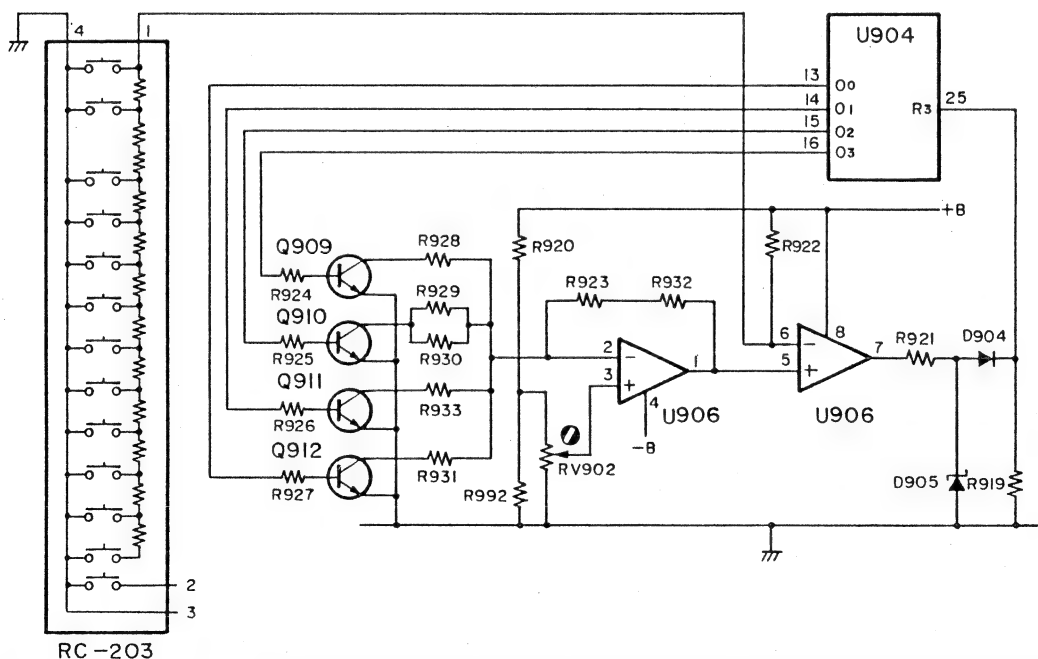 4
1
U904
13
O0
14
O1
15
O2
16
O3
R3
25
+B
R920
R922
Q909
R928
R924
R923
R932
R929
Q910
R925
R930
2
−
3
+
1
4
U906
−B
6
−
5
+
8
7
U906
R921
D904
Q911
R933
R926
Q912
R931
R927
RV902
R992
D905
R919
2
3
RC-203